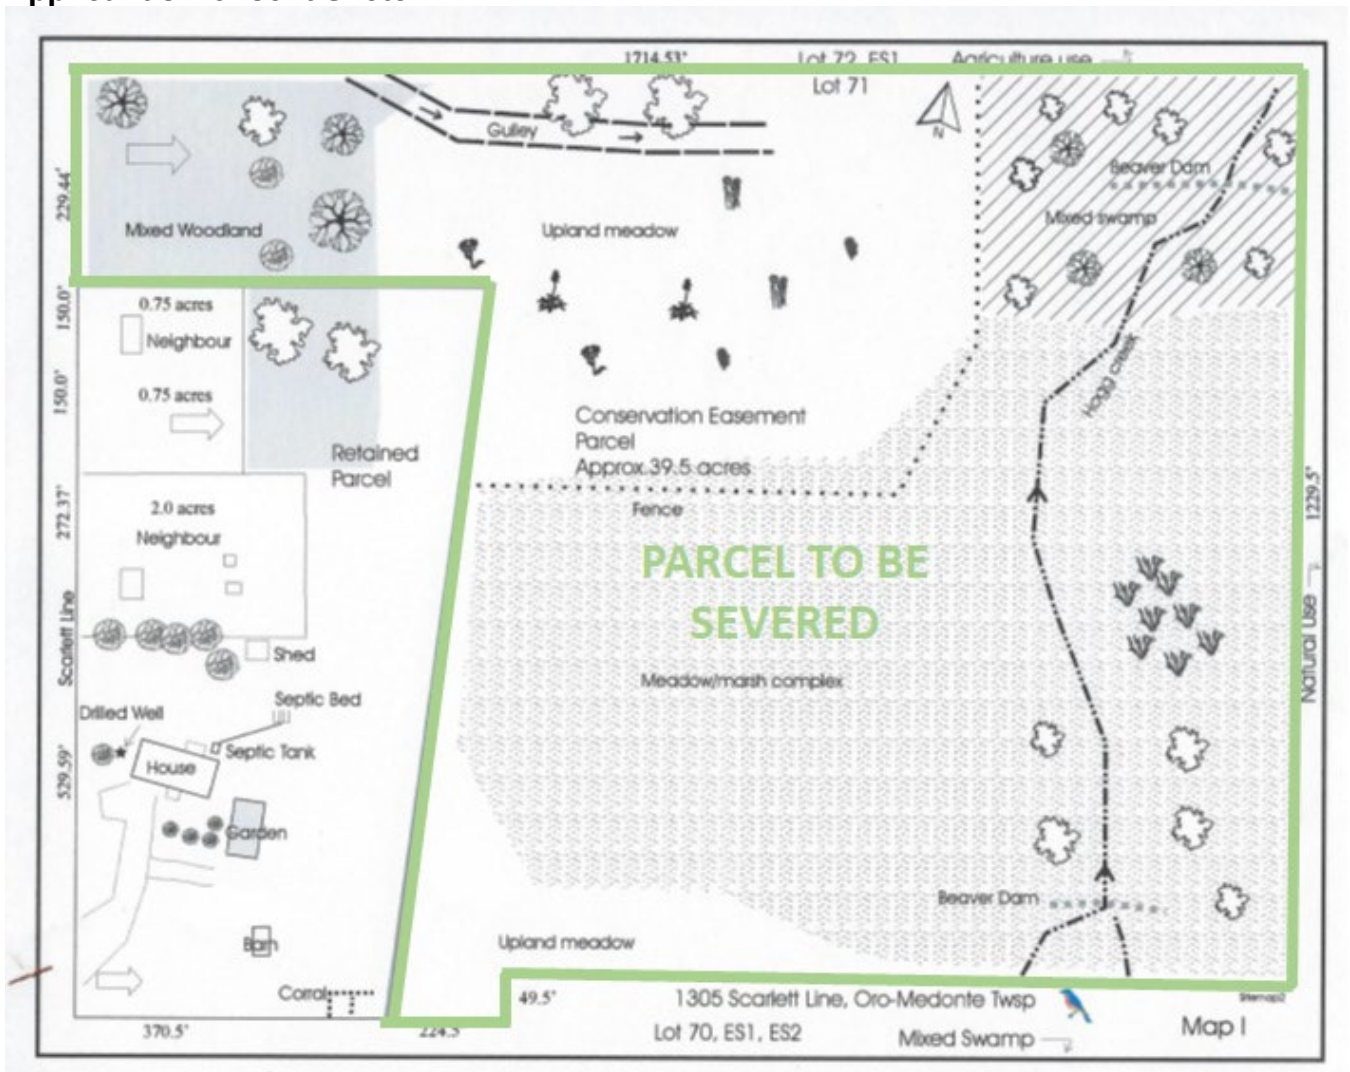 1714.53"
Lot 72, ES1
Agriculture use
Lot 71
N
Gulley
Beaver Dam
229.44"
Mixed Woodland
Upland meadow
Mixed swamp
150.0"
0.75 acres
Neighbour
Hogg creek
150.0"
0.75 acres
Conservation Easement
Parcel
Approx.39.5 acres
Retained
Parcel
Fence
1229.5"
272.37"
2.0 acres
Neighbour
PARCEL TO BE
SEVERED
Natural Use
Scarlett Line
Shed
Meadow/marsh complex
Septic Bed
Drilled Well
Septic Tank
House
529.59"
Garden
Beaver Dam
Barn
Upland meadow
Corral
49.5"
1305 Scarlett Line, Oro-Medonte Twsp
Sitemap2
370.5"
224.5
Lot 70, ES1, ES2
Mixed Swamp
Map I